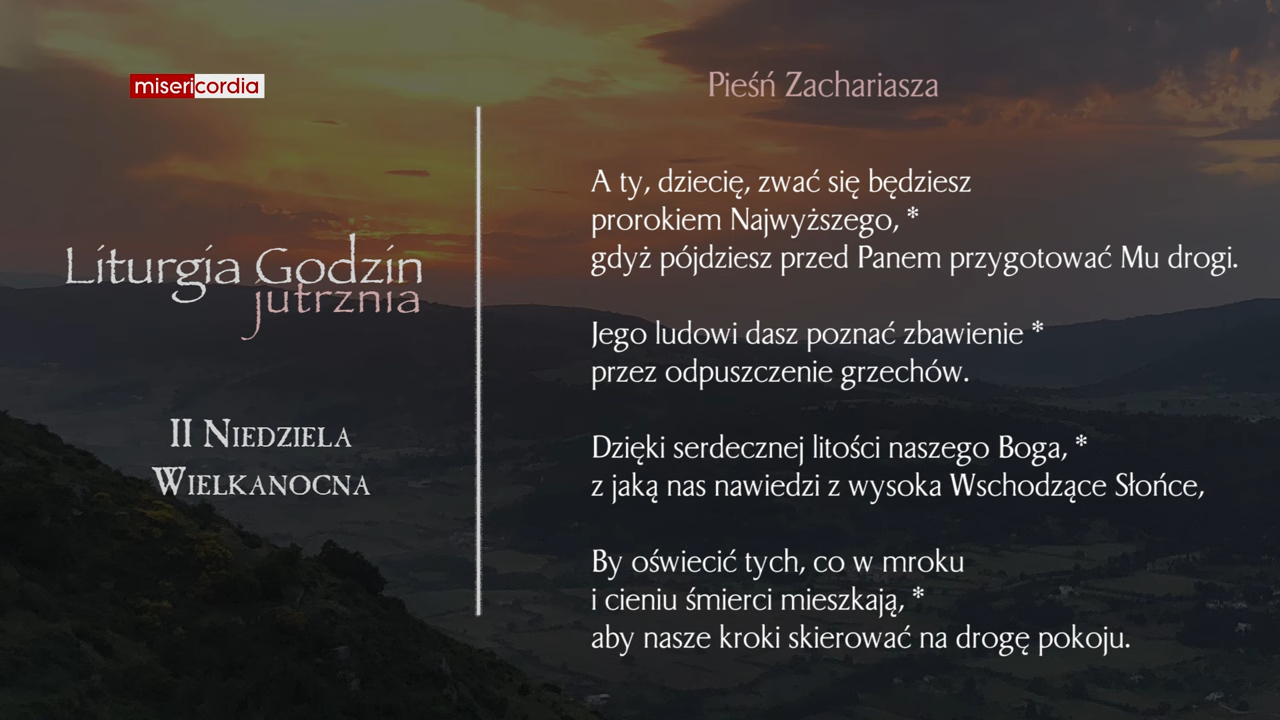 misericordia
Liturgia Godzin
jutrznia
II Niedziela
Wielkanocna
Pieśń Zachariasza
A ty, dziecię, zwać się będziesz
prorokiem Najwyższego, *
gdyż pójdziesz przed Panem przygotować Mu drogi.
Jego ludowi dasz poznać zbawienie *
przez odpuszczenie grzechów.
Dzięki serdecznej litości naszego Boga, *
z jaką nas nawiedzi z wysoka Wschodzące Słońce,
By oświecić tych, co w mroku
i cieniu śmierci mieszkają, *
aby nasze kroki skierować na drogę pokoju.